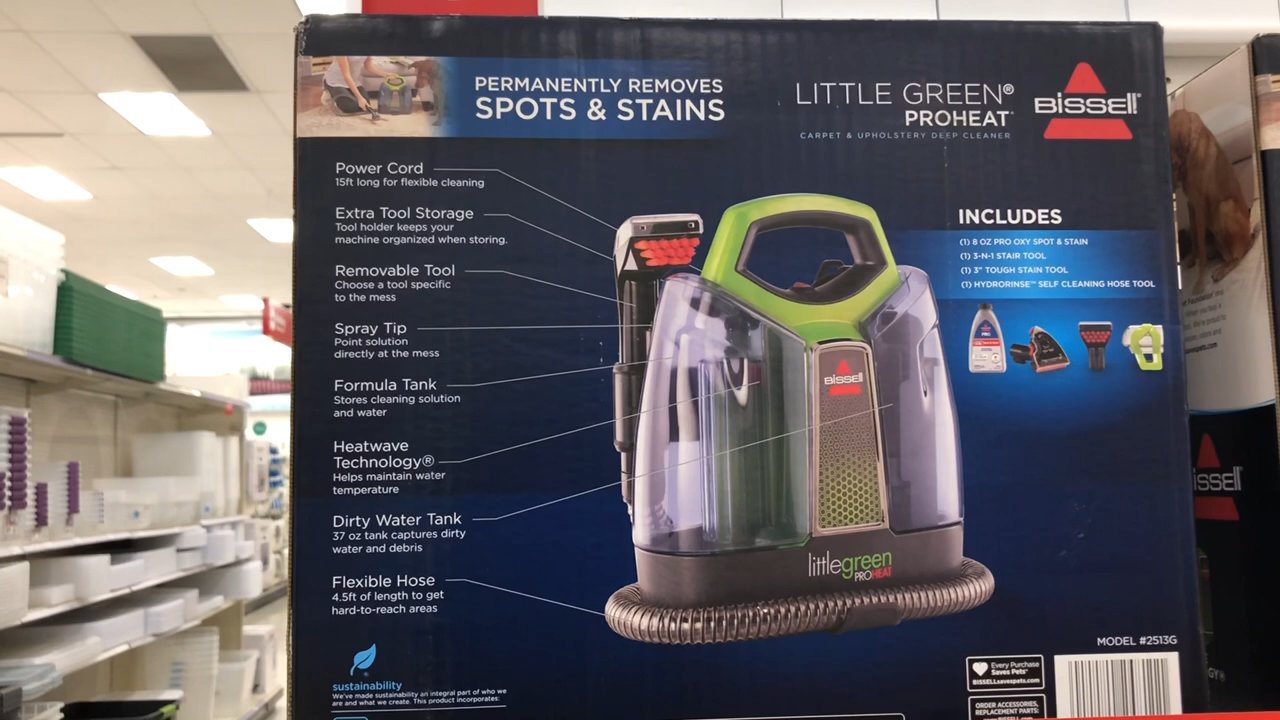 PERMANENTLY REMOVES
SPOTS & STAINS
LITTLE GREEN®
PROHEAT®
CARPET & UPHOLSTERY DEEP CLEANER
BISSELL®
Power Cord
15ft long for flexible cleaning
Extra Tool Storage
Tool holder keeps your
machine organized when storing.
Removable Tool
Choose a tool specific
to the mess
Spray Tip
Point solution
directly at the mess
Formula Tank
Stores cleaning solution
and water
Heatwave
Technology®
Helps maintain water
temperature
Dirty Water Tank
37 oz tank captures dirty
water and debris
Flexible Hose
4.5ft of length to get
hard-to-reach areas
sustainability
We've made sustainability an integral part of who we
are and what we create. This product incorporates:
INCLUDES
(1) 8 OZ PRO OXY SPOT & STAIN
(1) 3-N-1 STAIR TOOL
(1) 3" TOUGH STAIN TOOL
(1) HYDRORINSE™ SELF CLEANING HOSE TOOL
PRO
BISSELL
littlegreen
PROHEAT
MODEL #2513G
Every Purchase
Saves Pets®
BISSELLsavespets.com
ORDER ACCESSORIES,
REPLACEMENT PARTS:
ISSELL